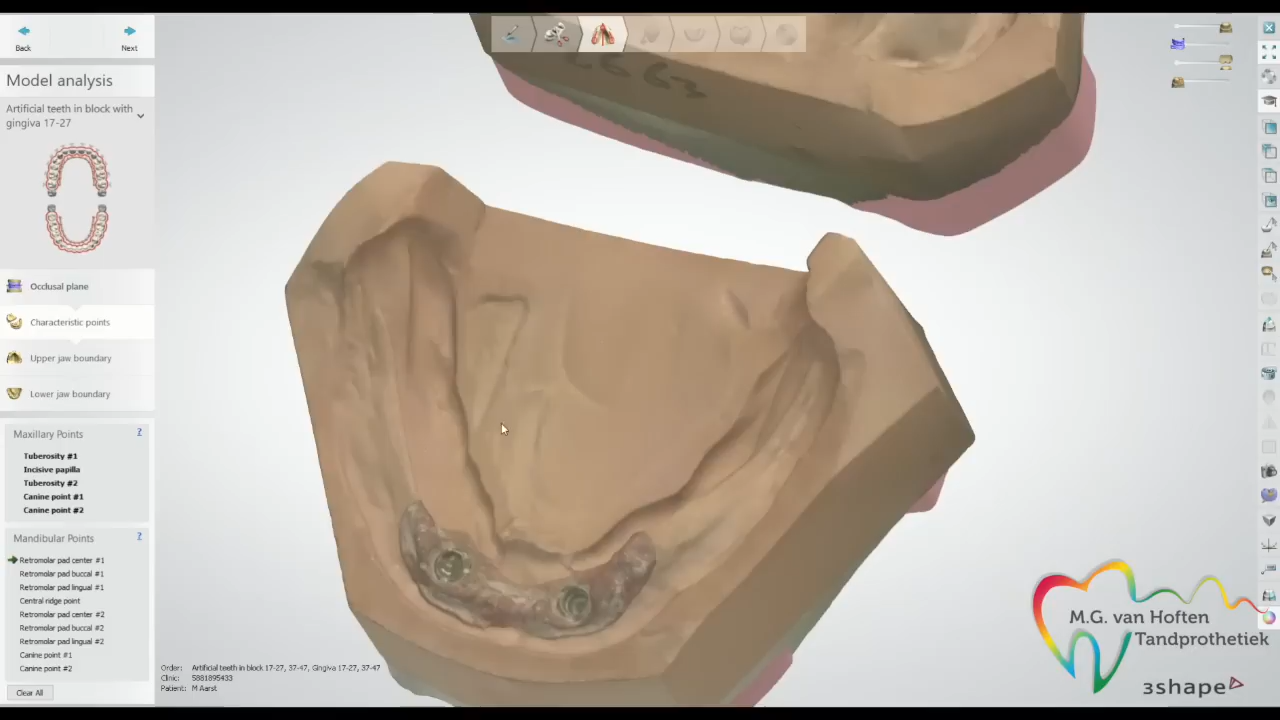 Back
Next
Model analysis
Artificial teeth in block with
gingiva 17-27
Occlusal plane
Characteristic points
Upper jaw boundary
Lower jaw boundary
Maxillary Points ?
Tuberosity #1
Incisive papilla
Tuberosity #2
Canine point #1
Canine point #2
Mandibular Points ?
Retromolar pad center #1
Retromolar pad buccal #1
Retromolar pad lingual #1
Central ridge point
Retromolar pad center #2
Retromolar pad buccal #2
Retromolar pad lingual #2
Canine point #1
Canine point #2
Clear All
Order: Artificial teeth in block 17-27, 37-47, Gingiva 17-27, 37-47
Clinic: 5881895433
Patient: M Aarst
M.G. van Hoften
Tandprothetiek
3shape